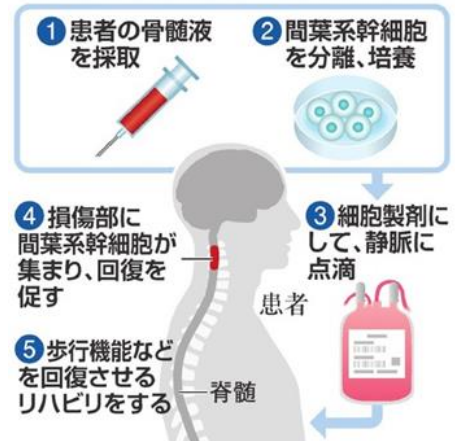 1 患者の骨髄液
を採取
2 間葉系幹細胞
を分離、培養
3 細胞製剤に
して、静脈に
点滴
4 損傷部に
間葉系幹細胞が
集まり、回復を
促す
患者
5 歩行機能など
を回復させる
リハビリをする
脊髄